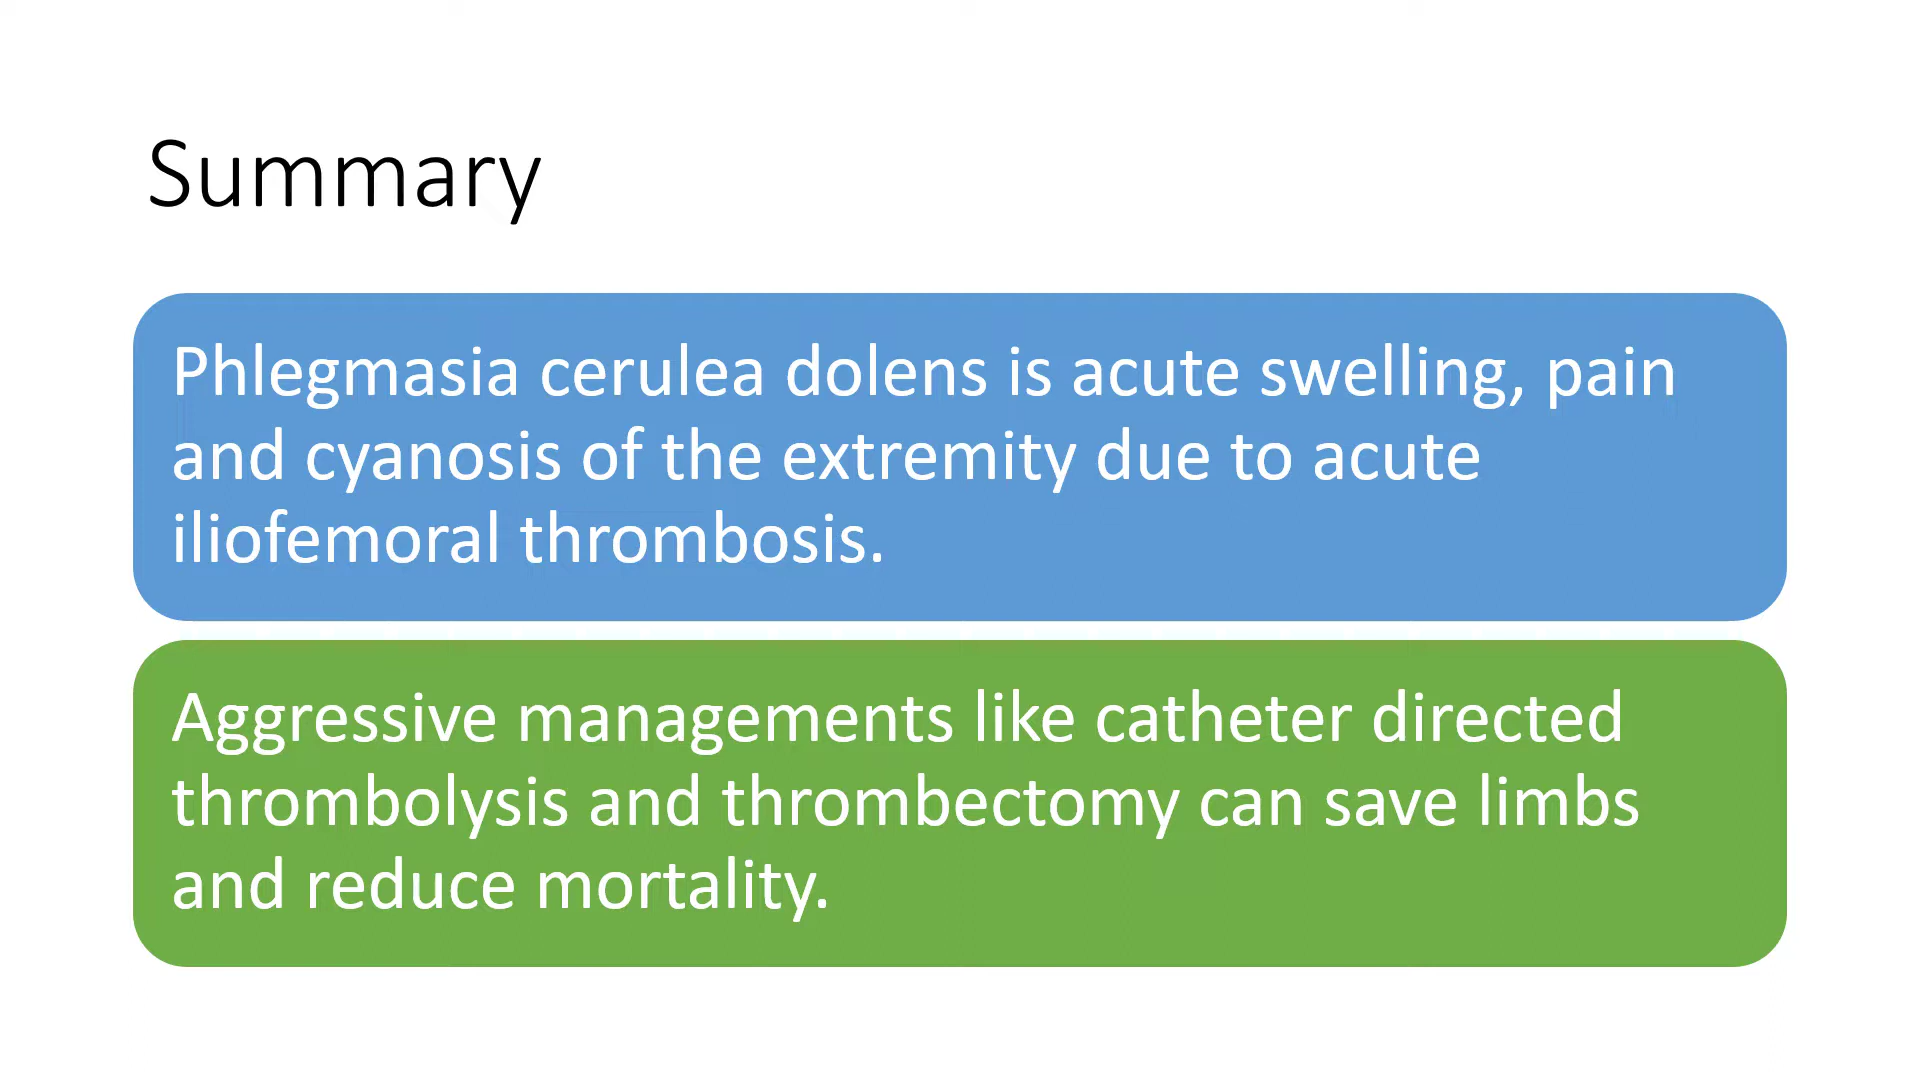 Summary
Phlegmasia cerulea dolens is acute swelling, pain
and cyanosis of the extremity due to acute
iliofemoral thrombosis.
Aggressive managements like catheter directed
thrombolysis and thrombectomy can save limbs
and reduce mortality.